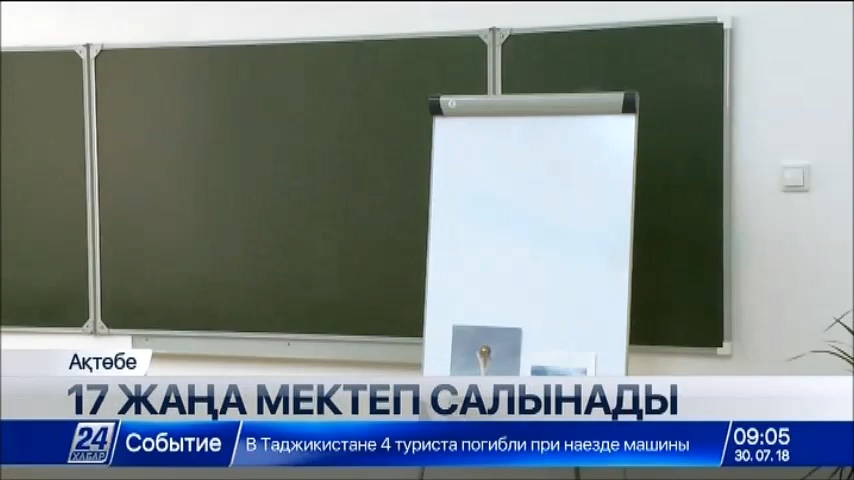 Ақтөбе
17 ЖАҢА МЕКТЕП САЛЫНАДЫ
24 ХАБАР
Событие
В Таджикистане 4 туриста погибли при наезде машины
09:05
30.07.18